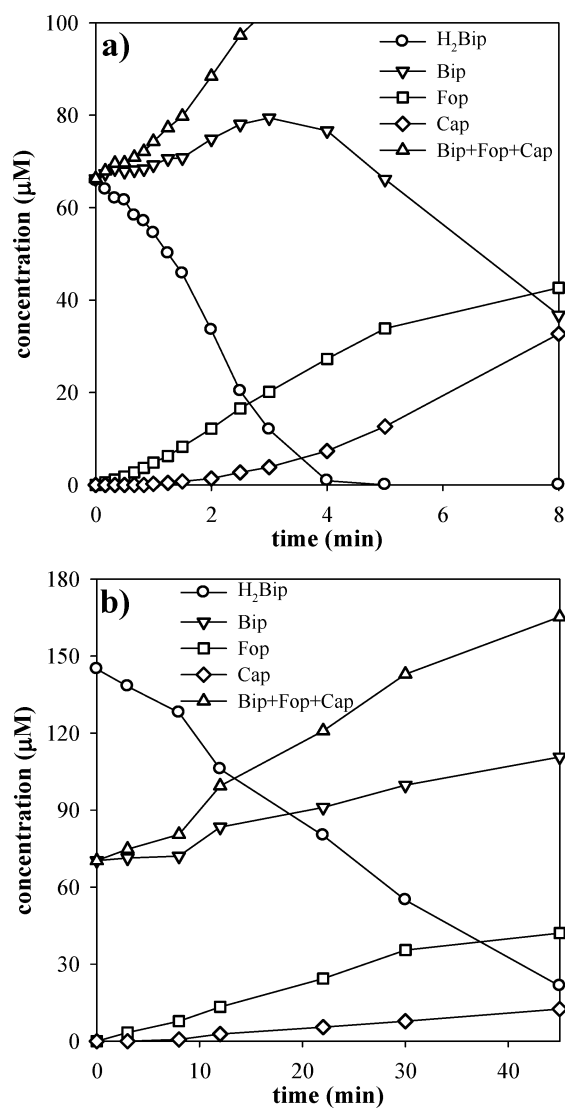 a)
100
80
60
40
20
0
concentration (μM)
H₂Bip
Bip
Fop
Cap
Bip+Fop+Cap
0 2 4 6 8
time (min)
b)
180
150
120
90
60
30
0
concentration (μM)
H₂Bip
Bip
Fop
Cap
Bip+Fop+Cap
0 10 20 30 40
time (min)